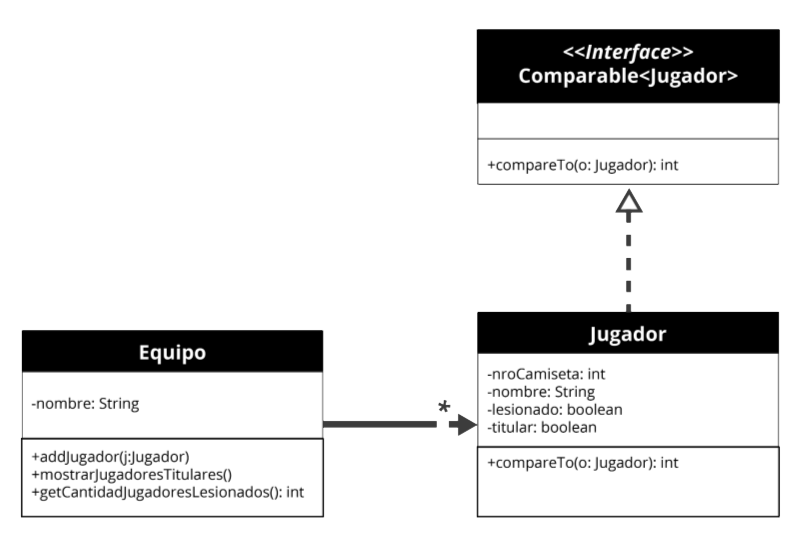 <<Interface>>
Comparable<Jugador>
+compareTo(o: Jugador): int
Equipo
-nombre: String
+addJugador(j:Jugador)
+mostrarJugadoresTitulares()
+getCantidadJugadoresLesionados(): int
*
Jugador
-nroCamiseta: int
-nombre: String
-lesionado: boolean
-titular: boolean
+compareTo(o: Jugador): int